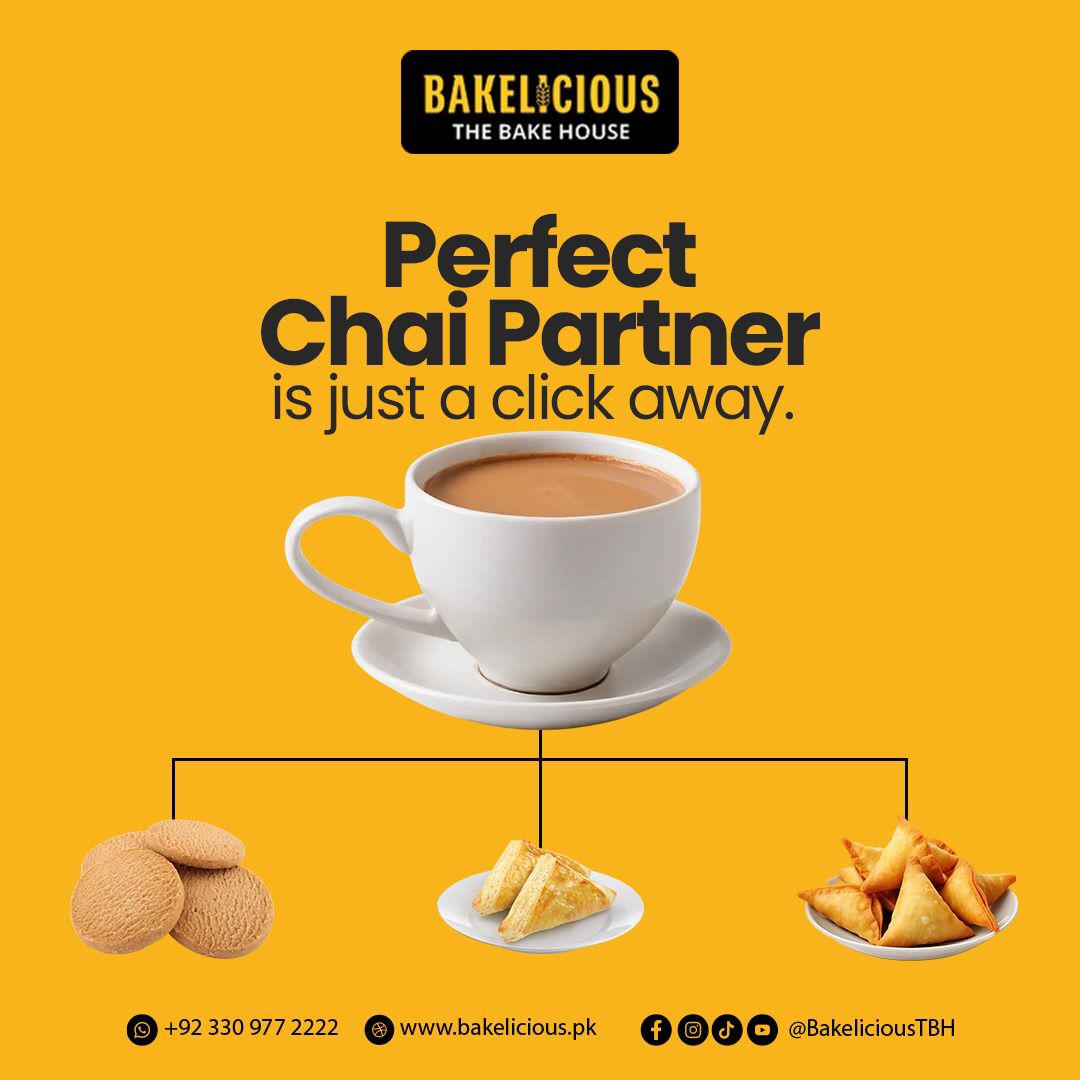 BAKELICIOUS
THE BAKE HOUSE
Perfect
Chai Partner
is just a click away.
+92 330 977 2222
www.bakelicious.pk
@BakeliciousTBH